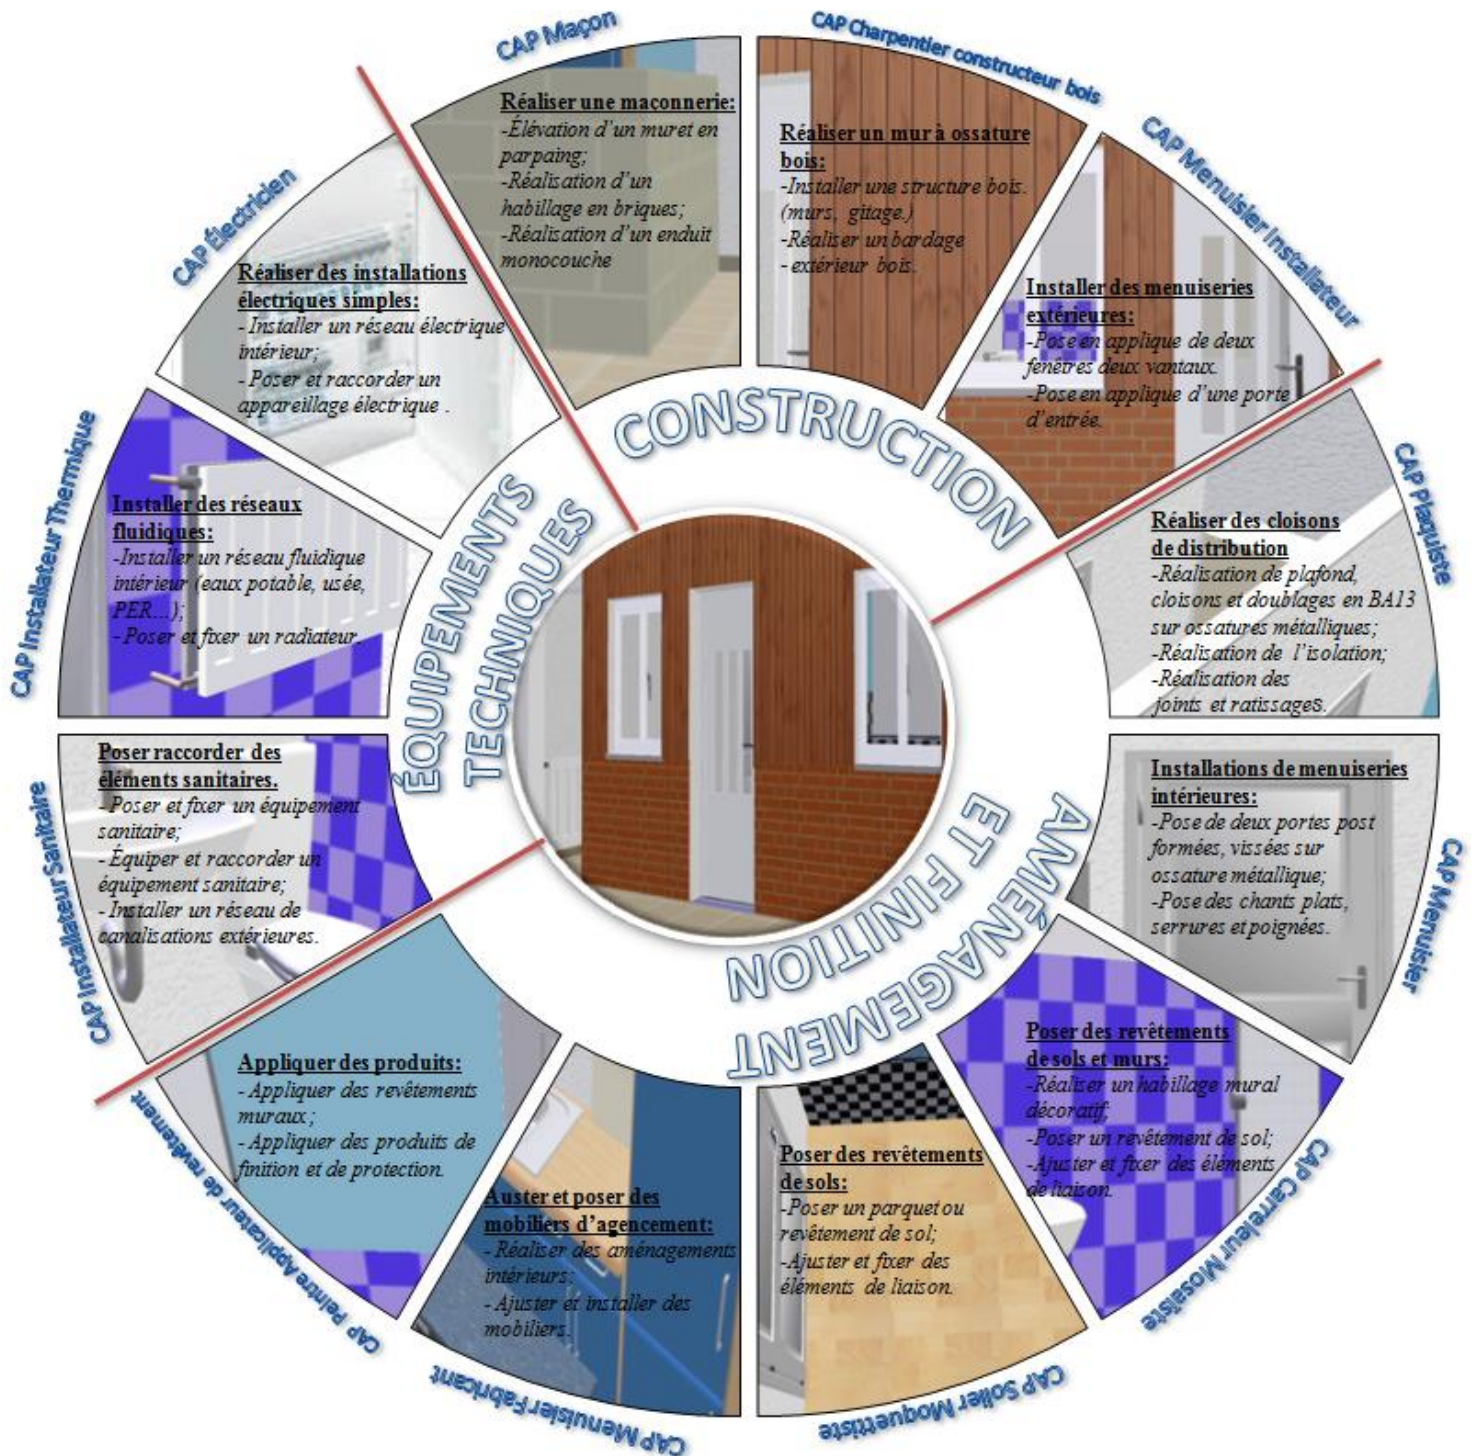 CAP Maçon
Réaliser une maçonnerie:
-Élévation d’un muret en
parpaing;
-Réalisation d’un
habillage en briques;
-Réalisation d’un enduit
monocouche
CAP Charpentier constructeur bois
Réaliser un mur à ossature
bois:
-Installer une structure bois.
(murs, gitage.)
-Réaliser un bardage
- extérieur bois.
CAP Menuisier Installateur
Installer des menuiseries
extérieures:
-Pose en applique de deux
fenêtres deux vantaux.
-Pose en applique d’une porte
d’entrée.
CAP Plaquiste
Réaliser des cloisons
de distribution
-Réalisation de plafond,
cloisons et doublages en BA13
sur ossatures métalliques;
-Réalisation de l’isolation;
-Réalisation des
joints et ratissages.
CAP Menuisier
Installations de menuiseries
intérieures:
-Pose de deux portes post
formées, vissées sur
ossature métallique;
-Pose des chants plats,
serrures et poignées.
CAP Carreleur Mosaïste
Poser des revêtements
de sols et murs:
-Réaliser un habillage mural
décoratif;
-Poser un revêtement de sol;
-Ajuster et fixer des éléments
de liaison.
CAP Solier Moquettiste
Poser des revêtements
de sols:
-Poser un parquet ou
revêtement de sol;
-Ajuster et fixer des
éléments de liaison.
CAP Menuisier Fabricant
Auster et poser des
mobiliers d’agencement:
- Réaliser des aménagements
intérieurs;
- Ajuster et installer des
mobiliers.
CAP Peintre Applicateur de revêtement
Appliquer des produits:
- Appliquer des revêtements
muraux;
- Appliquer des produits de
finition et de protection.
CAP Installateur Sanitaire
Poser raccorder des
éléments sanitaires.
- Poser et fixer un équipement
sanitaire;
- Équiper et raccorder un
équipement sanitaire;
- Installer un réseau de
canalisations extérieures.
CAP Installateur Thermique
Installer des réseaux
fluidiques:
-Installer un réseau fluidique
intérieur (eaux potable, usée,
PER...);
- Poser et fixer un radiateur.
CAP Électricien
Réaliser des installations
électriques simples:
- Installer un réseau électrique
intérieur;
- Poser et raccorder un
appareillage électrique .
CONSTRUCTION
AMÉNAGEMENT
ET FINITION
ÉQUIPEMENTS
TECHNIQUES